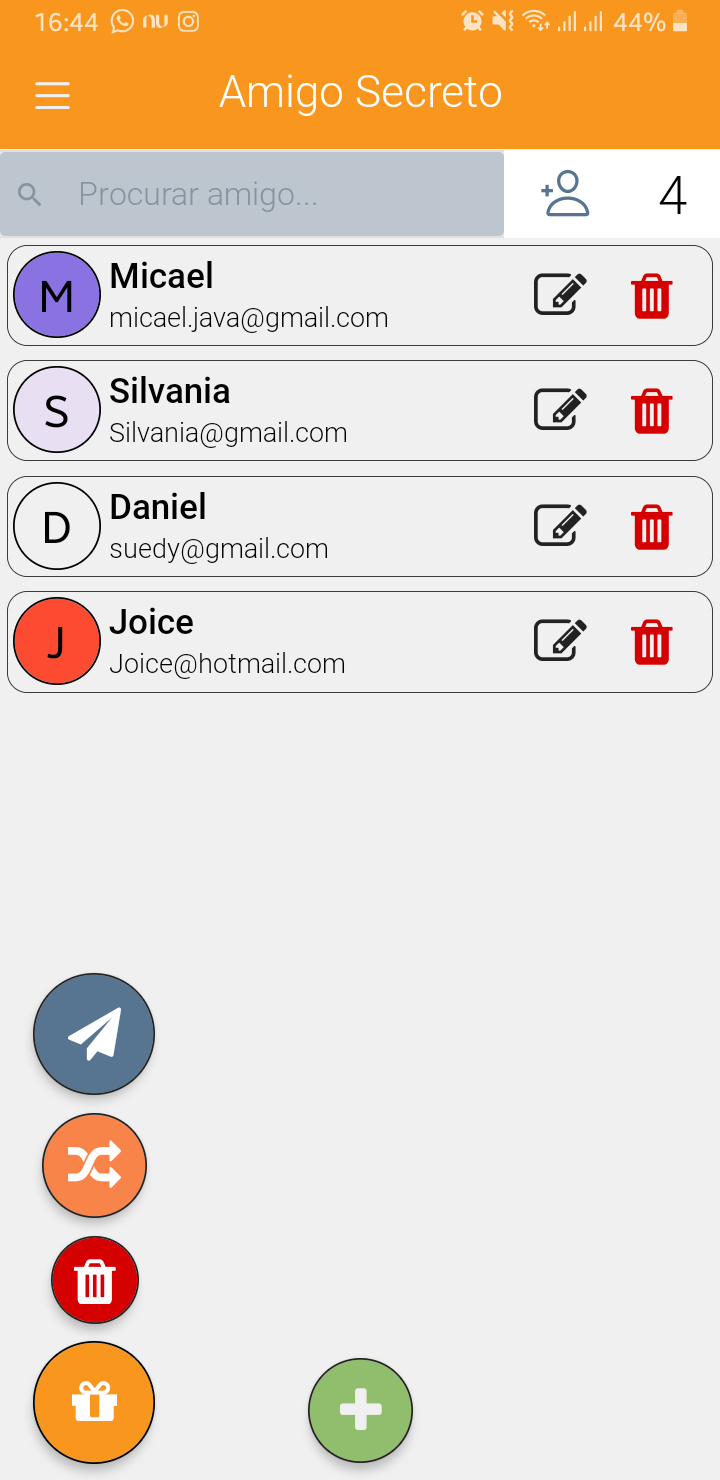 16:44 44%
Amigo Secreto
Procurar amigo... 4
M Micael
micael.java@gmail.com
S Silvania
Silvania@gmail.com
D Daniel
suedy@gmail.com
J Joice
Joice@hotmail.com